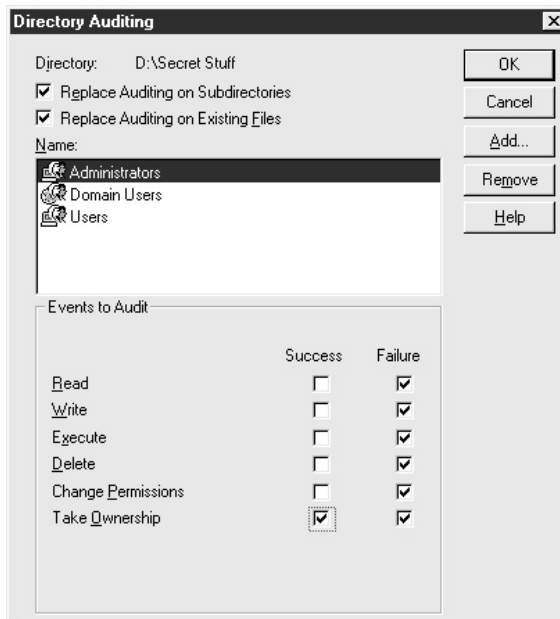 Directory Auditing
Directory: D:\Secret Stuff
OK
Replace Auditing on Subdirectories
Cancel
Replace Auditing on Existing Files
Name:
Add...
Administrators
Remove
Domain Users
Users
Help
Events to Audit
Success Failure
Read
Write
Execute
Delete
Change Permissions
Take Ownership